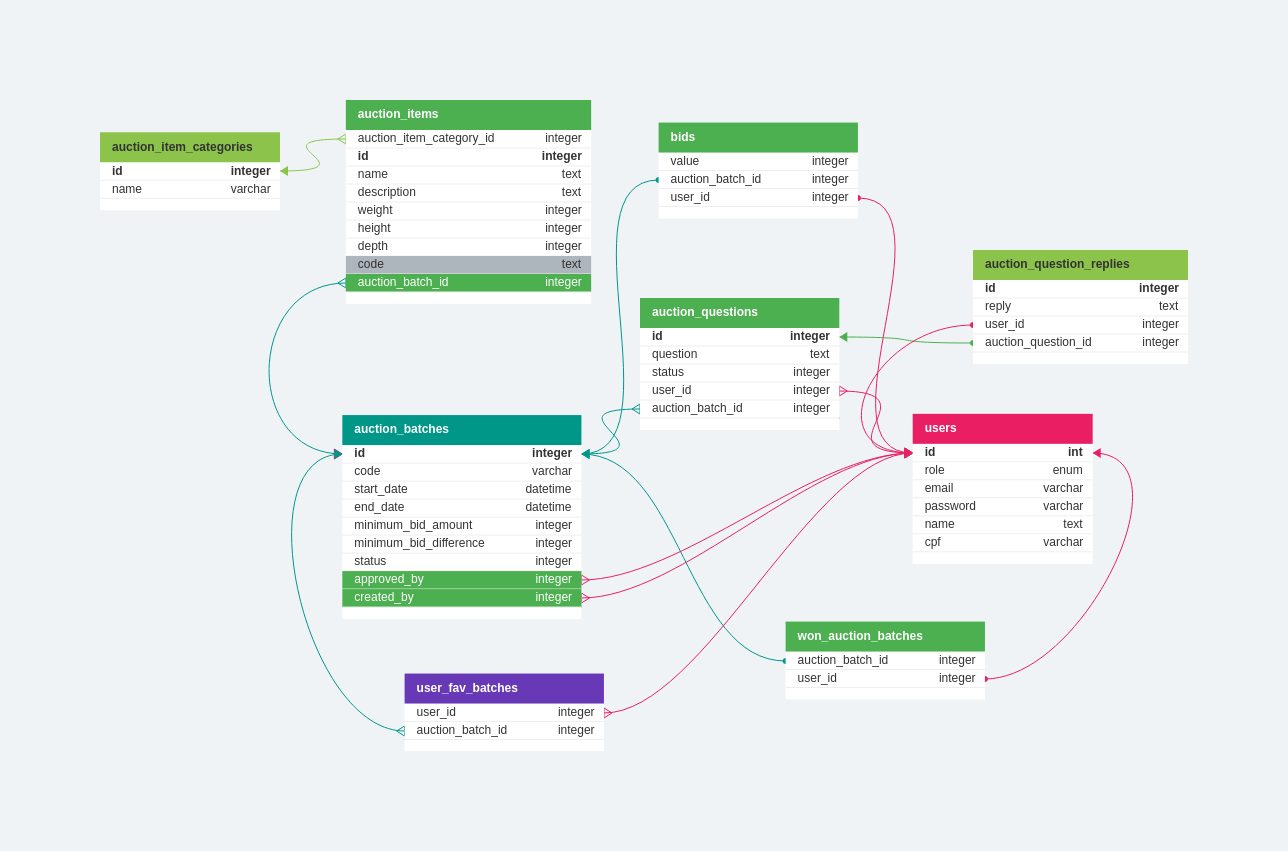 auction_item_categories
id integer
name varchar
auction_items
auction_item_category_id integer
id integer
name text
description text
weight integer
height integer
depth integer
code text
auction_batch_id integer
bids
value integer
auction_batch_id integer
user_id integer
auction_question_replies
id integer
reply text
user_id integer
auction_question_id integer
auction_questions
id integer
question text
status integer
user_id integer
auction_batch_id integer
auction_batches
id integer
code varchar
start_date datetime
end_date datetime
minimum_bid_amount integer
minimum_bid_difference integer
status integer
approved_by integer
created_by integer
users
id int
role enum
email varchar
password varchar
name text
cpf varchar
won_auction_batches
auction_batch_id integer
user_id integer
user_fav_batches
user_id integer
auction_batch_id integer